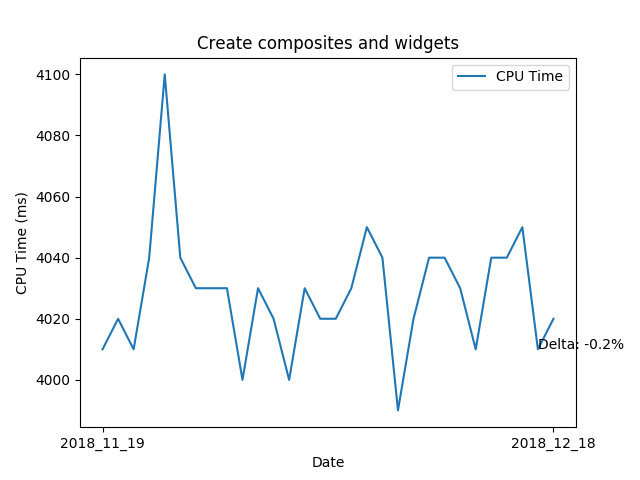 Create composites and widgets
CPU Time
4100
4080
4060
4040
4020
4000
CPU Time (ms)
Delta: -0.2%
2018_11_19
2018_12_18
Date